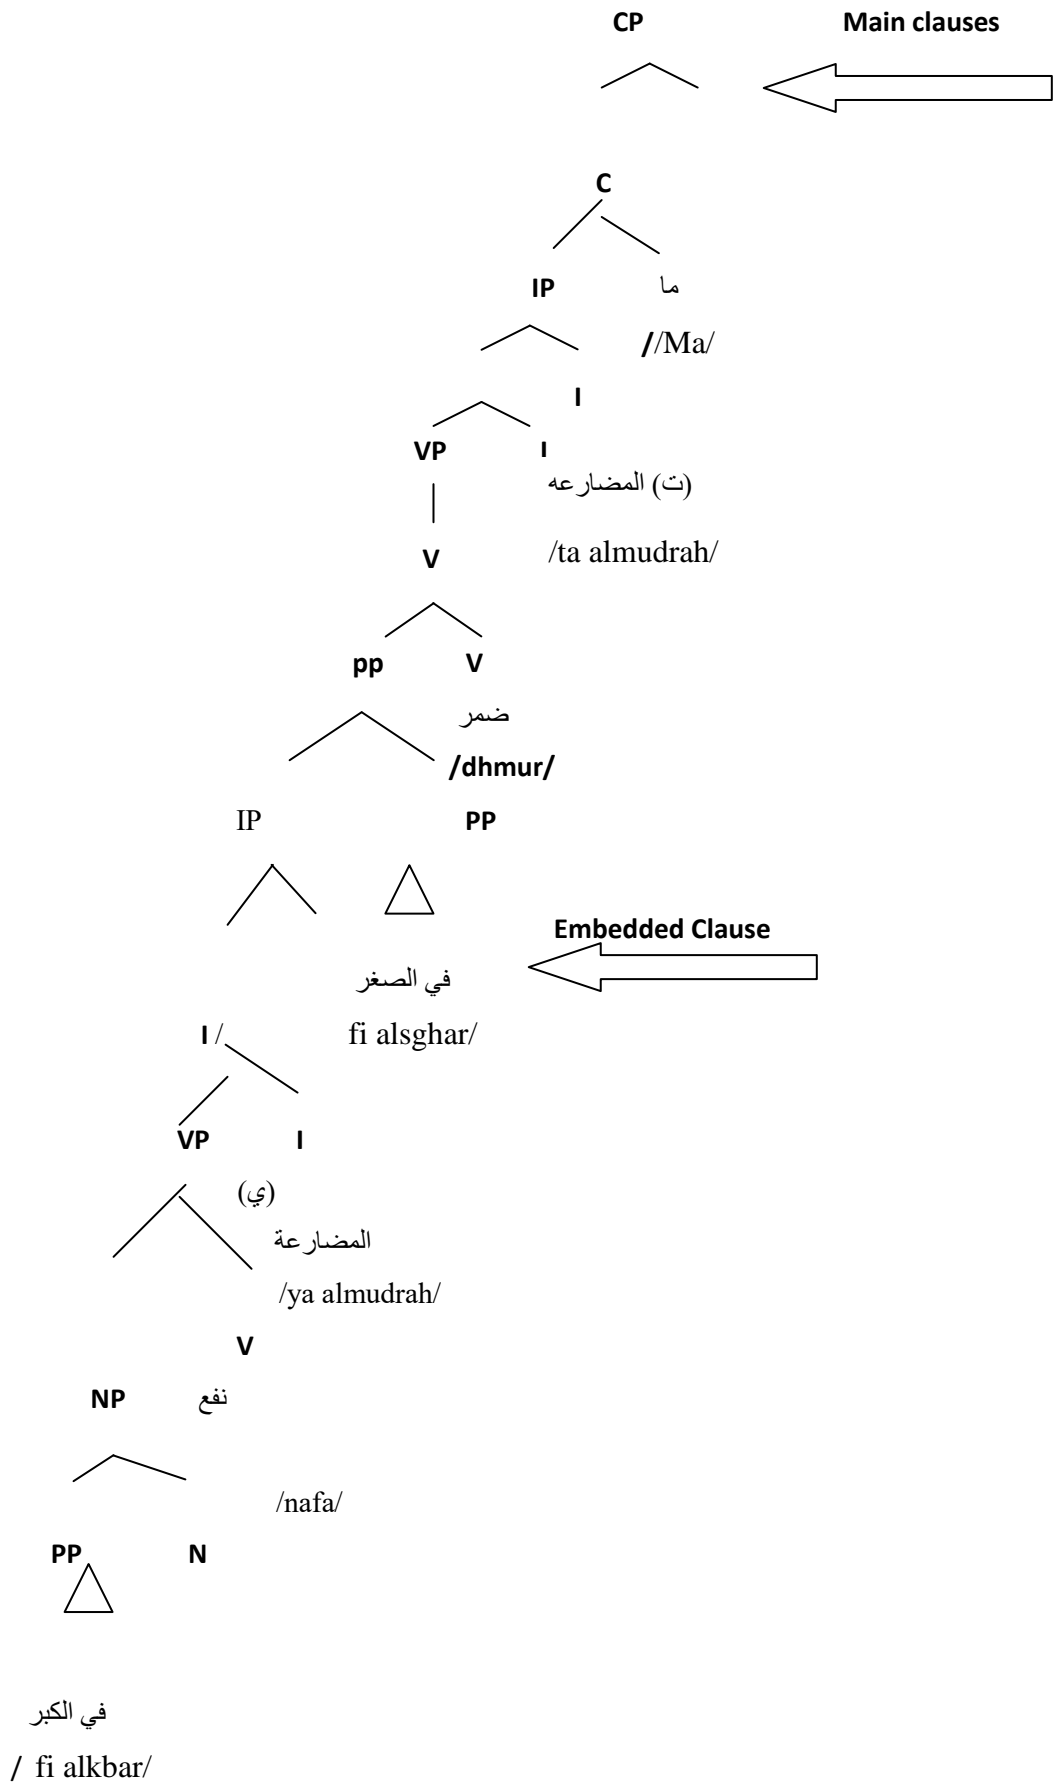 CP
Main clauses
C
IP
ما
//Ma/
I
VP
I
(ت) المضارعه
V
/ta almudrah/
pp
V
ضمر
/dhmur/
IP
PP
Embedded Clause
في الصغر
I /
fi alsghar/
VP
I
(ي)
المضارعة
/ya almudrah/
V
NP
نفع
/nafa/
PP
N
في الكبر
/ fi alkbar/